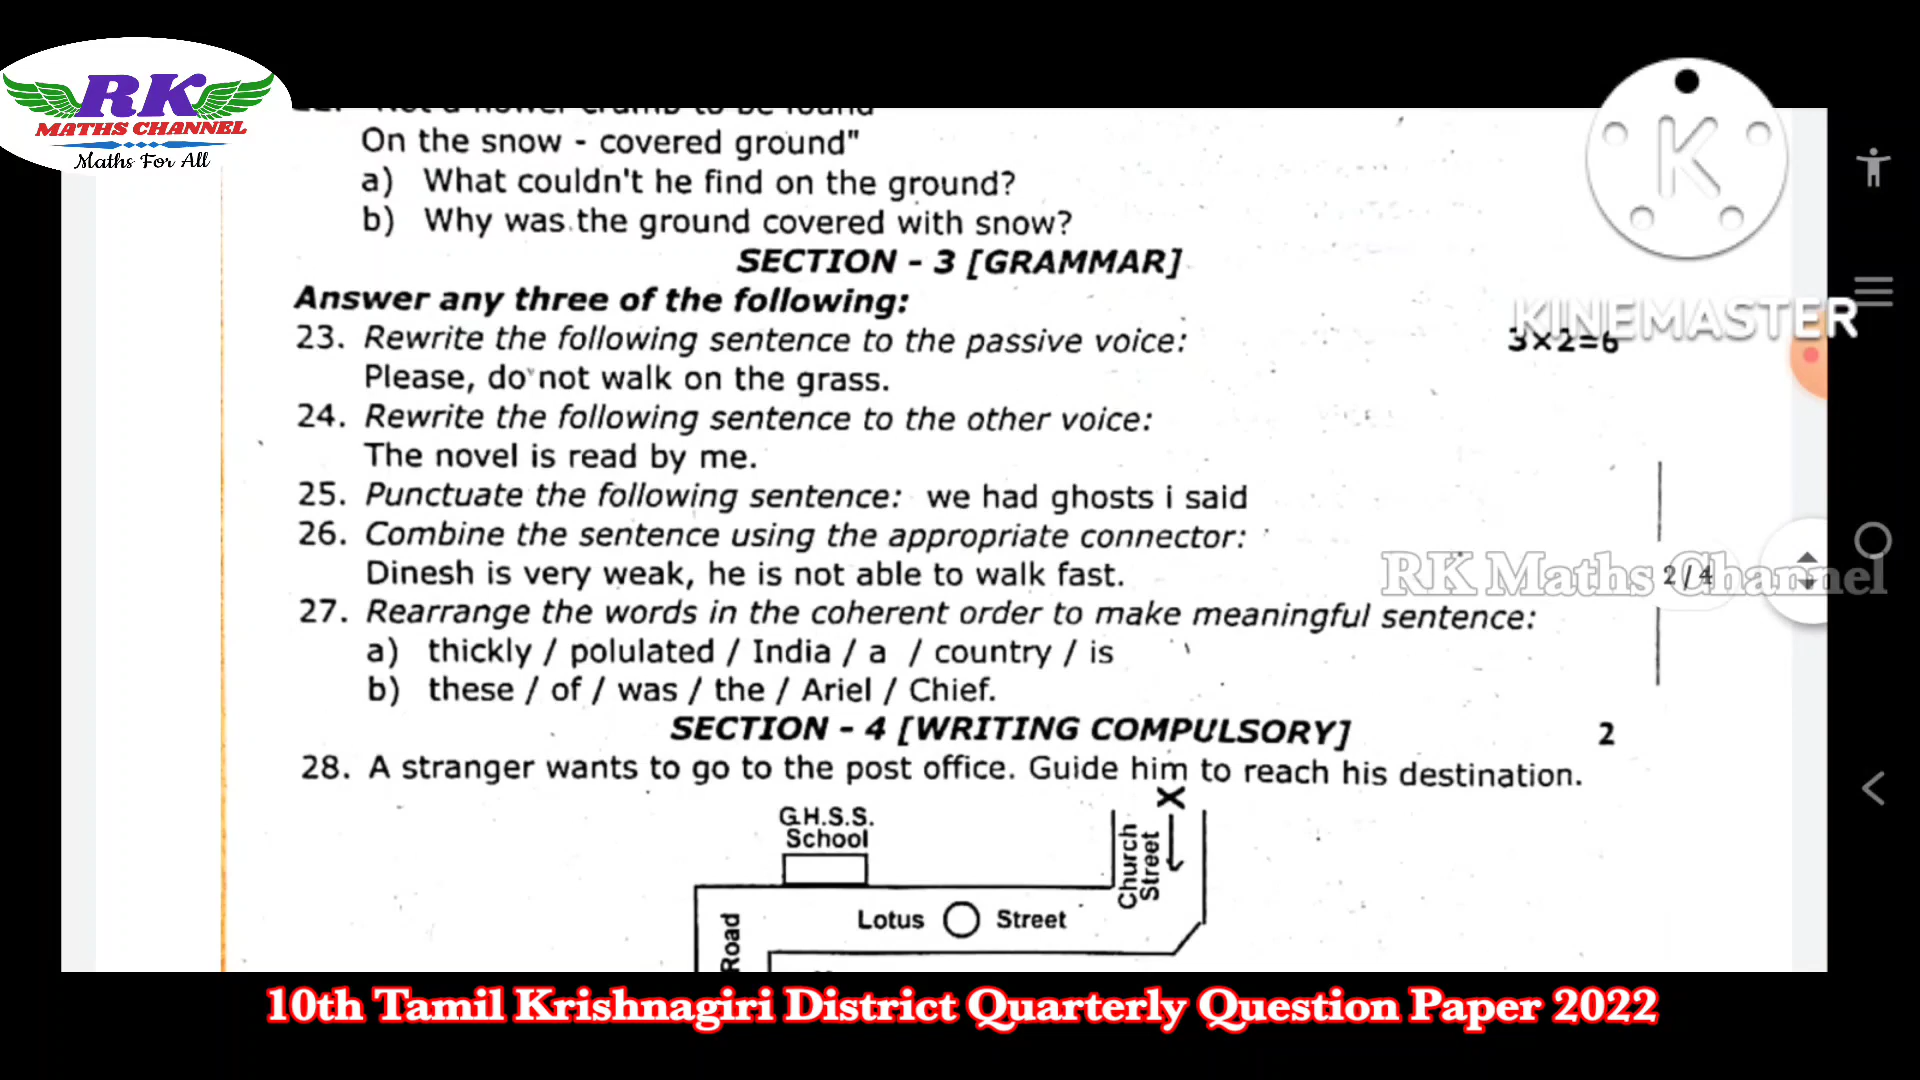 RK
MATHS CHANNEL
Maths For All
K
KINEMASTER
22. "Not a flower crumb to be found
On the snow - covered ground"
a) What couldn't he find on the ground?
b) Why was the ground covered with snow?
SECTION - 3 [GRAMMAR]
Answer any three of the following:
3×2=6
23. Rewrite the following sentence to the passive voice:
Please, do not walk on the grass.
24. Rewrite the following sentence to the other voice:
The novel is read by me.
25. Punctuate the following sentence: we had ghosts i said
26. Combine the sentence using the appropriate connector:
Dinesh is very weak, he is not able to walk fast.
RK Maths Channel
2/4
27. Rearrange the words in the coherent order to make meaningful sentence:
a) thickly / polulated / India / a / country / is
b) these / of / was / the / Ariel / Chief.
SECTION - 4 [WRITING COMPULSORY]
2
28. A stranger wants to go to the post office. Guide him to reach his destination.
X
G.H.S.S.
School
Church
Street
Lotus Street
Road
10th Tamil Krishnagiri District Quarterly Question Paper 2022